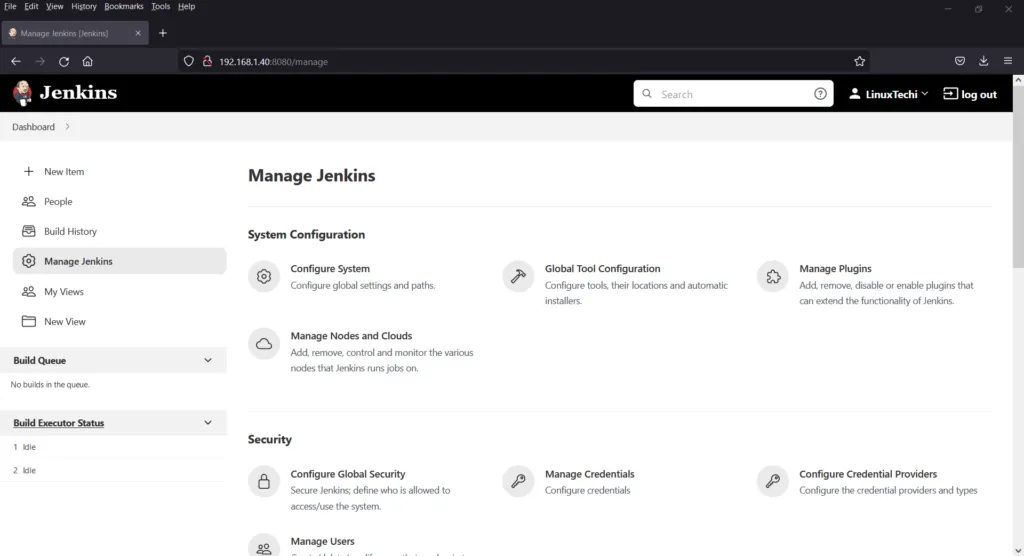 File Edit View History Bookmarks Tools Help
Manage Jenkins [Jenkins]
192.168.1.40:8080/manage
Jenkins
Search
LinuxTechi
log out
Dashboard
New Item
People
Build History
Manage Jenkins
My Views
New View
Build Queue
No builds in the queue.
Build Executor Status
1 Idle
2 Idle
Manage Jenkins
System Configuration
Configure System
Configure global settings and paths.
Global Tool Configuration
Configure tools, their locations and automatic
installers.
Manage Plugins
Add, remove, disable or enable plugins that
can extend the functionality of Jenkins.
Manage Nodes and Clouds
Add, remove, control and monitor the various
nodes that Jenkins runs jobs on.
Security
Configure Global Security
Secure Jenkins; define who is allowed to
access/use the system.
Manage Credentials
Configure credentials
Configure Credential Providers
Configure the credential providers and types
Manage Users